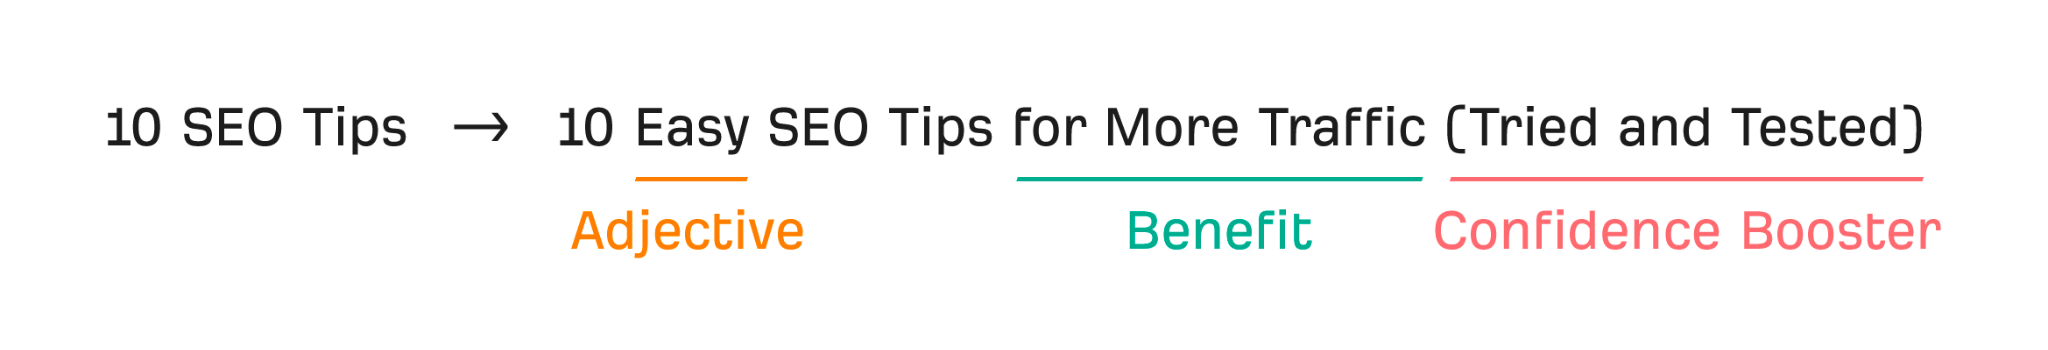 10 SEO Tips → 10 Easy SEO Tips for More Traffic (Tried and Tested)
Adjective Benefit Confidence Booster